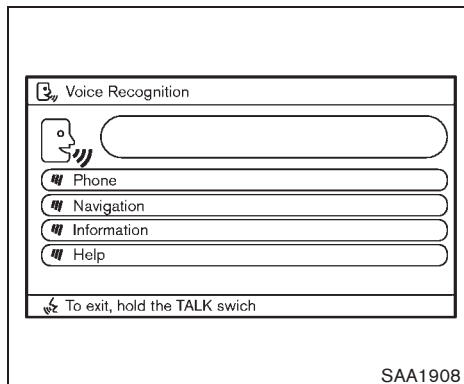 Voice Recognition
Phone
Navigation
Information
Help
To exit, hold the TALK swich
SAA1908